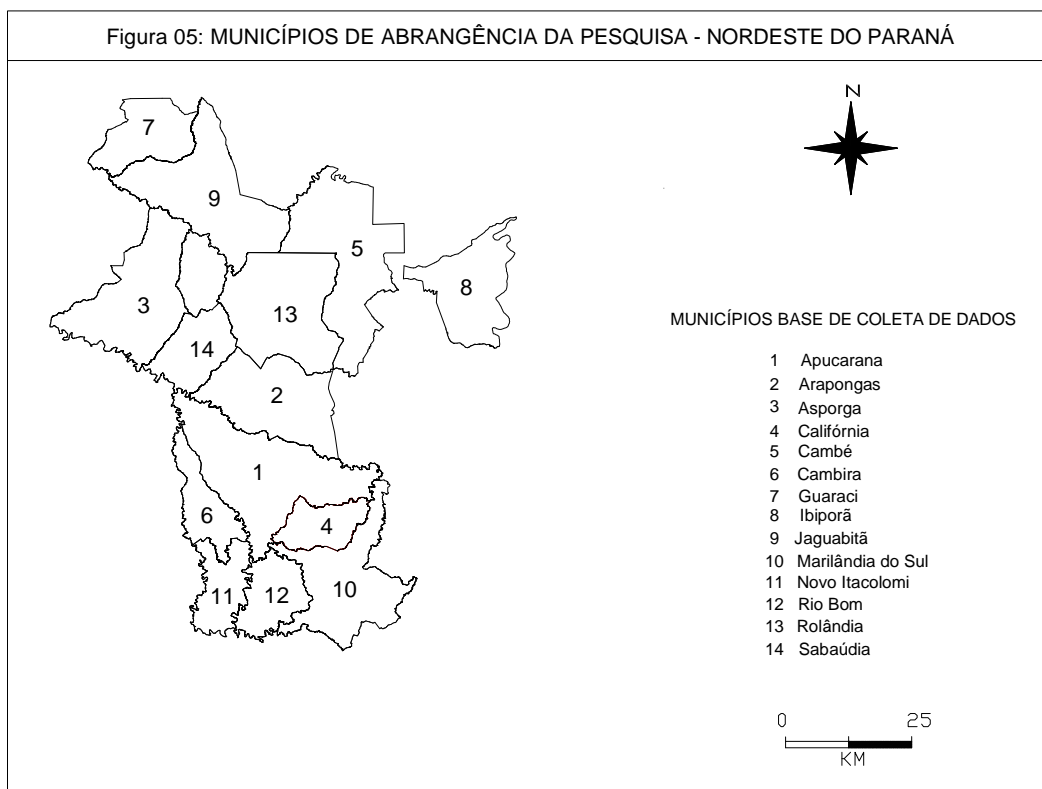 Figura 05: MUNICÍPIOS DE ABRANGÊNCIA DA PESQUISA - NORDESTE DO PARANÁ
N
7
9
5
8
3
13
14
2
1
6
4
10
11
12
MUNICÍPIOS BASE DE COLETA DE DADOS
1 Apucarana
2 Arapongas
3 Asporga
4 Califórnia
5 Cambé
6 Cambira
7 Guaraci
8 Ibiporã
9 Jaguabitã
10 Marilândia do Sul
11 Novo Itacolomi
12 Rio Bom
13 Rolândia
14 Sabaúdia
0 25
KM